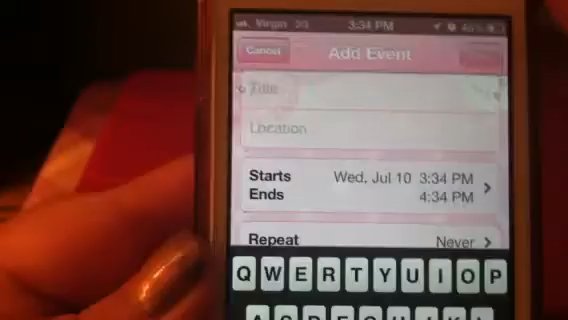 Virgin 3G 3:34 PM
Cancel Add Event
Title
Location
Starts Wed, Jul 10 3:34 PM
Ends 4:34 PM
Repeat Never
Q W E R T Y U I O P